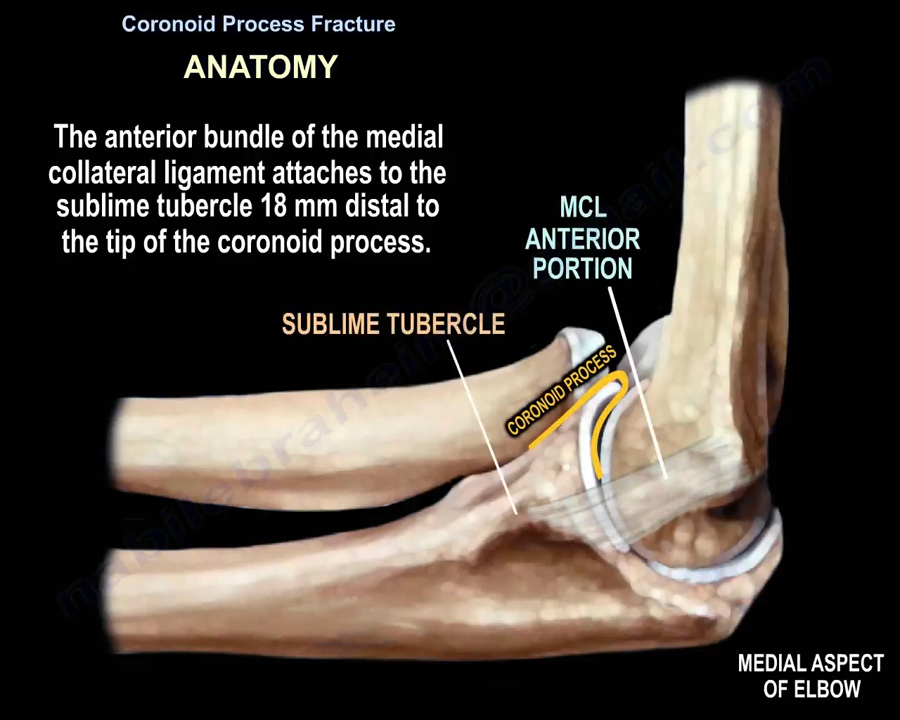 Coronoid Process Fracture
ANATOMY
The anterior bundle of the medial
collateral ligament attaches to the
sublime tubercle 18 mm distal to
the tip of the coronoid process.
MCL
ANTERIOR
PORTION
SUBLIME TUBERCLE
CORONOID PROCESS
MEDIAL ASPECT
OF ELBOW